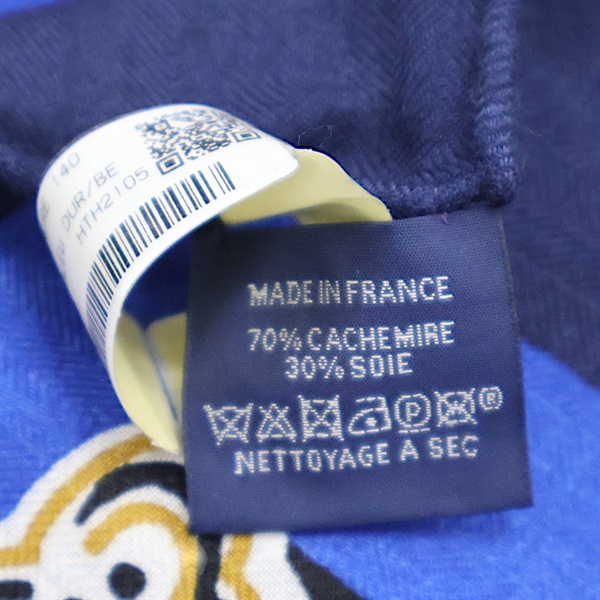 140
DUR/BE
HTH2105
MADE IN FRANCE
70% CACHEMIRE
30% SOIE
P
®
NETTOYAGE A SEC